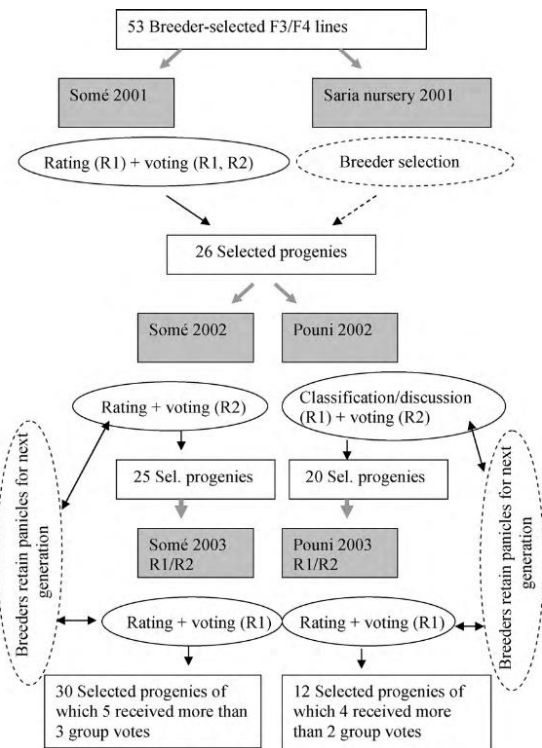 53 Breeder-selected F3/F4 lines
Somé 2001
Saria nursery 2001
Rating (R1) + voting (R1, R2)
Breeder selection
26 Selected progenies
Somé 2002
Pouni 2002
Rating + voting (R2)
Classification/discussion
(R1) + voting (R2)
25 Sel. progenies
20 Sel. progenies
Breeders retain panicles for next
generation
Breeders retain panicles for next
generation
Somé 2003
R1/R2
Pouni 2003
R1/R2
Rating + voting (R1)
Rating + voting (R1)
30 Selected progenies of
which 5 received more than
3 group votes
12 Selected progenies of
which 4 received more
than 2 group votes